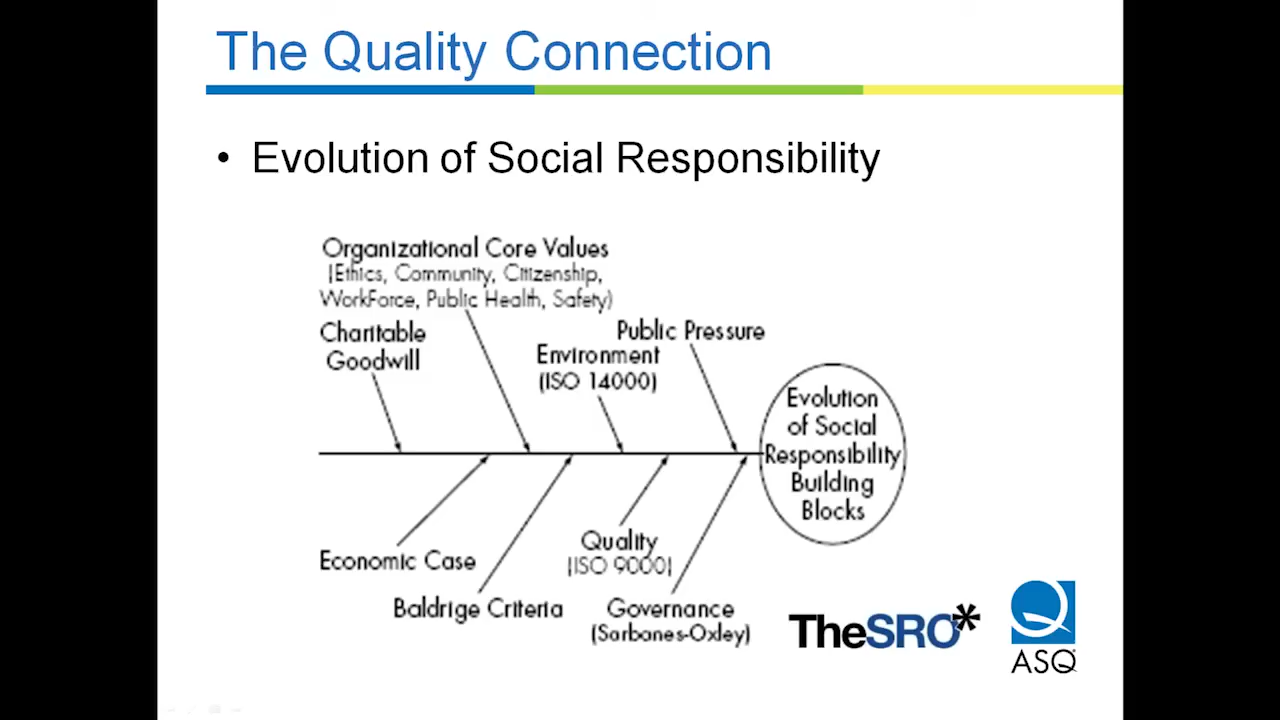 The Quality Connection
• Evolution of Social Responsibility
Organizational Core Values
(Ethics, Community, Citizenship,
WorkForce, Public Health, Safety)
Charitable
Goodwill
Environment
(ISO 14000)
Public Pressure
Evolution
of Social
Responsibility
Building
Blocks
Economic Case
Baldrige Criteria
Quality
(ISO 9000)
Governance
(Sarbanes-Oxley)
TheSRO*
ASQ